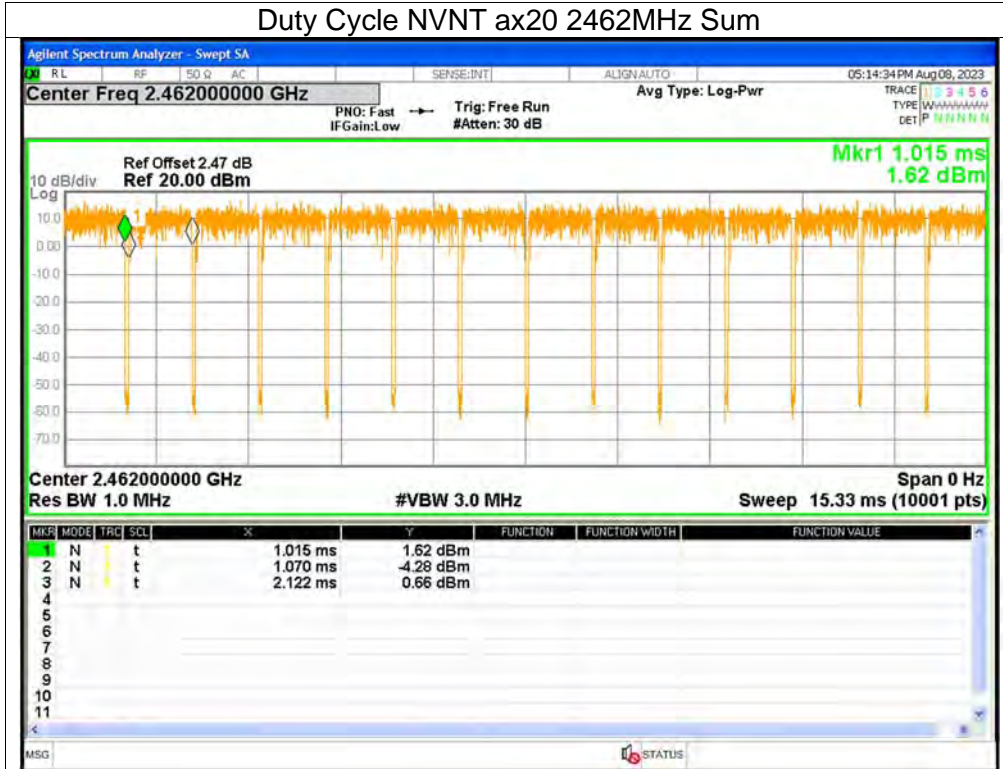 Duty Cycle NVNT ax20 2462MHz Sum
Agilent Spectrum Analyzer - Swept SA
RL RF 50 Ω AC SENSE:INT ALIGN AUTO 05:14:34 PM Aug 08, 2023
Center Freq 2.462000000 GHz Avg Type: Log-Pwr TRACE 1 2 3 4 5 6
PNO: Fast Trig: Free Run TYPE W
IFGain:Low #Atten: 30 dB DET P N N N N N
Mkr1 1.015 ms
Ref Offset 2.47 dB
10 dB/div Ref 20.00 dBm 1.62 dBm
Log
10.0
0.00
-10.0
-20.0
-30.0
-40.0
-50.0
-60.0
-70.0
1
Center 2.462000000 GHz Span 0 Hz
Res BW 1.0 MHz #VBW 3.0 MHz Sweep 15.33 ms (10001 pts)
MKR MODE TRC SCL X Y FUNCTION FUNCTION WIDTH FUNCTION VALUE
1 N 1 t 1.015 ms 1.62 dBm
2 N 1 t 1.070 ms -4.28 dBm
3 N 1 t 2.122 ms 0.66 dBm
4
5
6
7
8
9
10
11
MSG STATUS